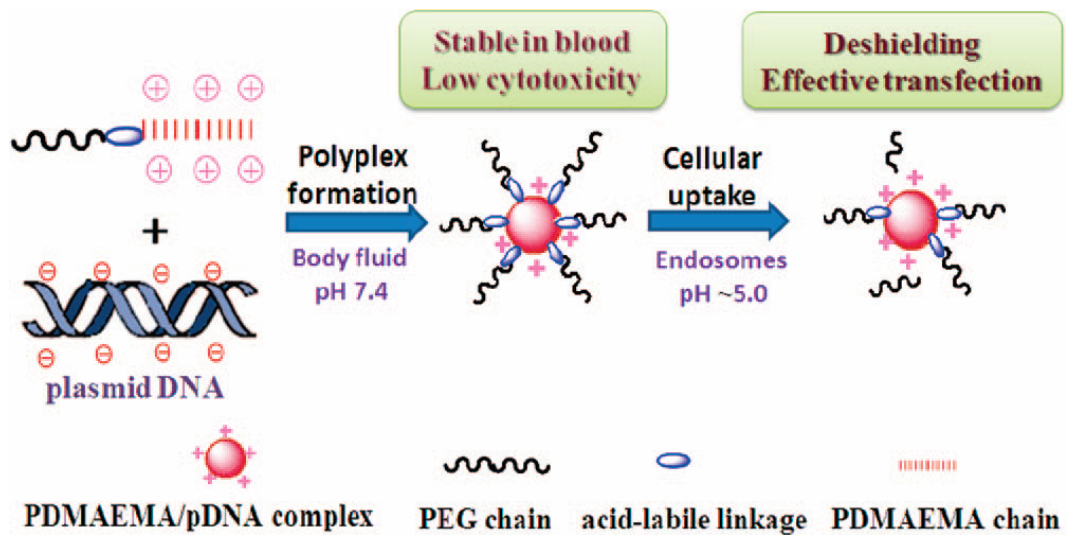 Stable in blood
Low cytotoxicity
Deshielding
Effective transfection
Polyplex
formation
Body fluid
pH 7.4
Cellular
uptake
Endosomes
pH ~5.0
plasmid DNA
PDMAEMA/pDNA complex
PEG chain
acid-labile linkage
PDMAEMA chain